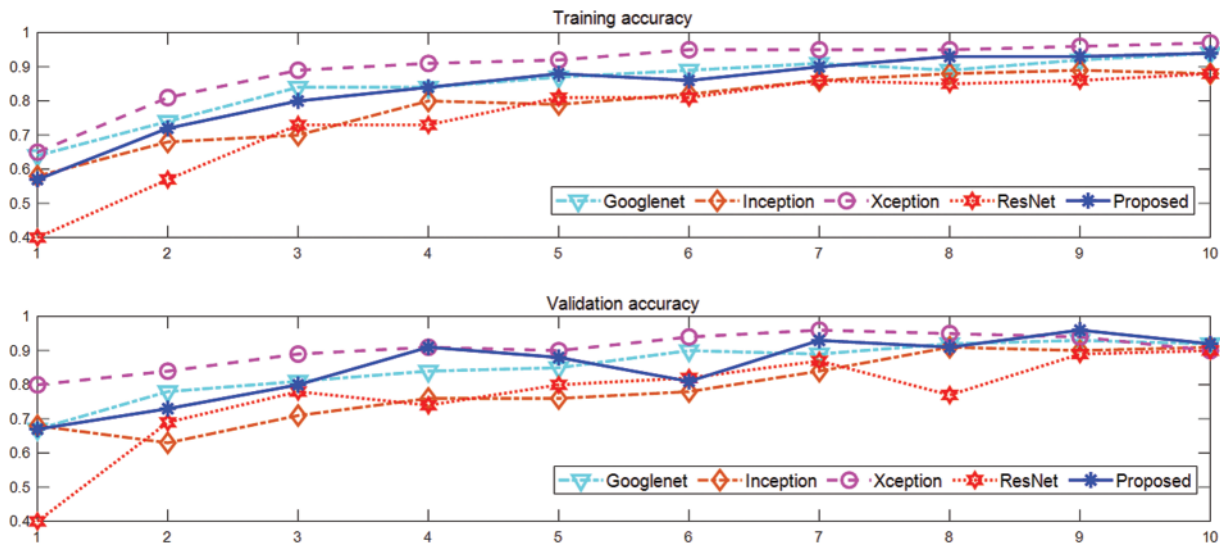 Training accuracy
1
0.9
0.8
0.7
0.6
0.5
0.4
Googlenet Inception Xception ResNet Proposed
1 2 3 4 5 6 7 8 9 10
Validation accuracy
1
0.9
0.8
0.7
0.6
0.5
0.4
Googlenet Inception Xception ResNet Proposed
1 2 3 4 5 6 7 8 9 10